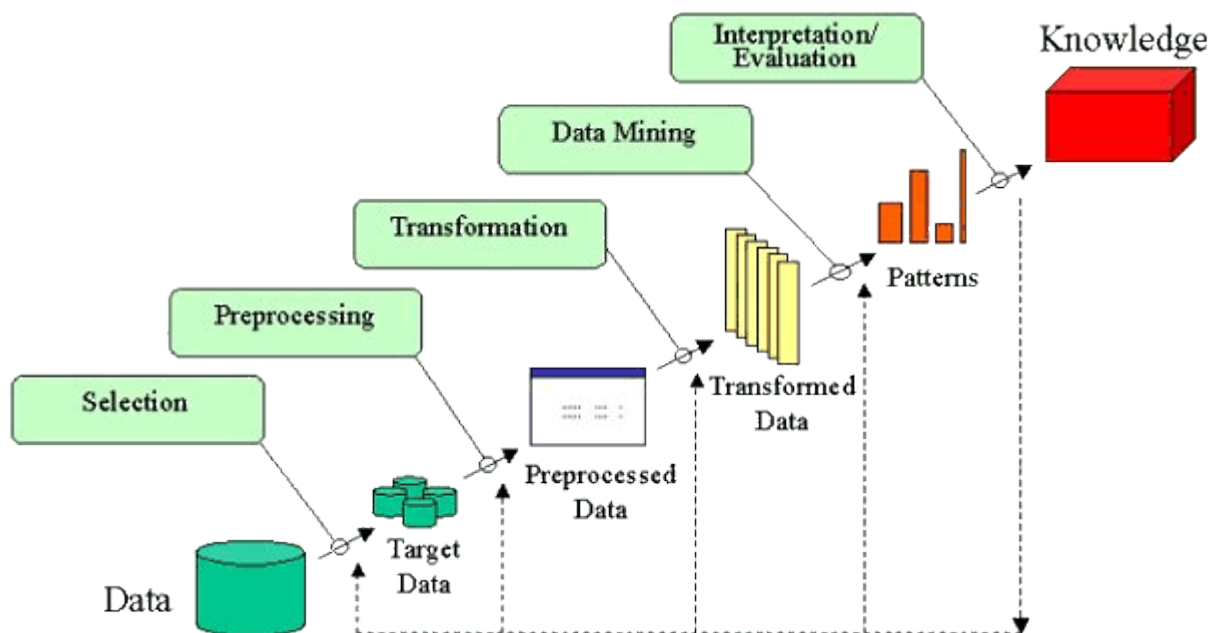 Interpretation/
Evaluation
Knowledge
Data Mining
Transformation
Patterns
Preprocessing
Transformed
Data
Selection
Preprocessed
Data
Target
Data
Data